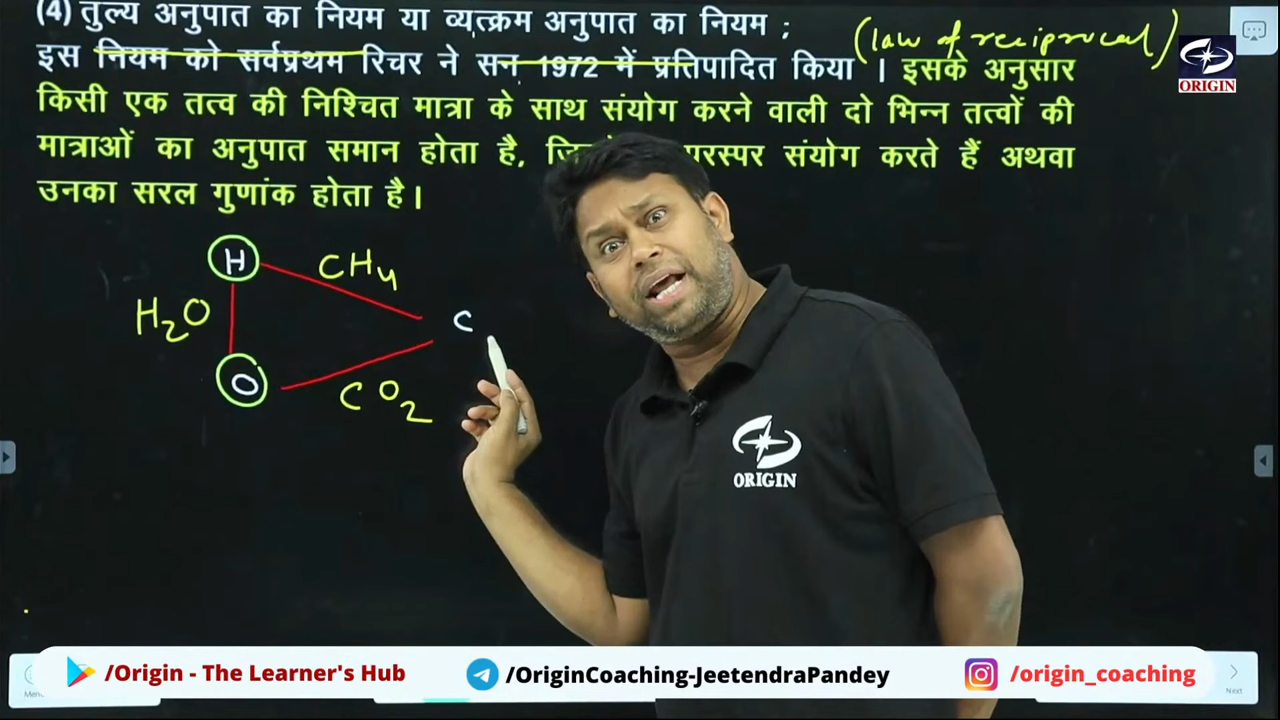 (4) तुल्य अनुपात का नियम या व्यत्क्रम अनुपात का नियम ;
(law of reciprocal)
इस नियम को सर्वप्रथम रिचर ने सन् 1972 में प्रतिपादित किया । इसके अनुसार
किसी एक तत्व की निश्चित मात्रा के साथ संयोग करने वाली दो भिन्न तत्वों की
मात्राओं का अनुपात समान होता है, परस्पर संयोग करते हैं अथवा
उनका सरल गुणांक होता है ।
ORIGIN
H
CH4
H2O
C
O
CO2
ORIGIN
/Origin - The Learner's Hub
/OriginCoaching-JeetendraPandey
/origin_coaching
Next